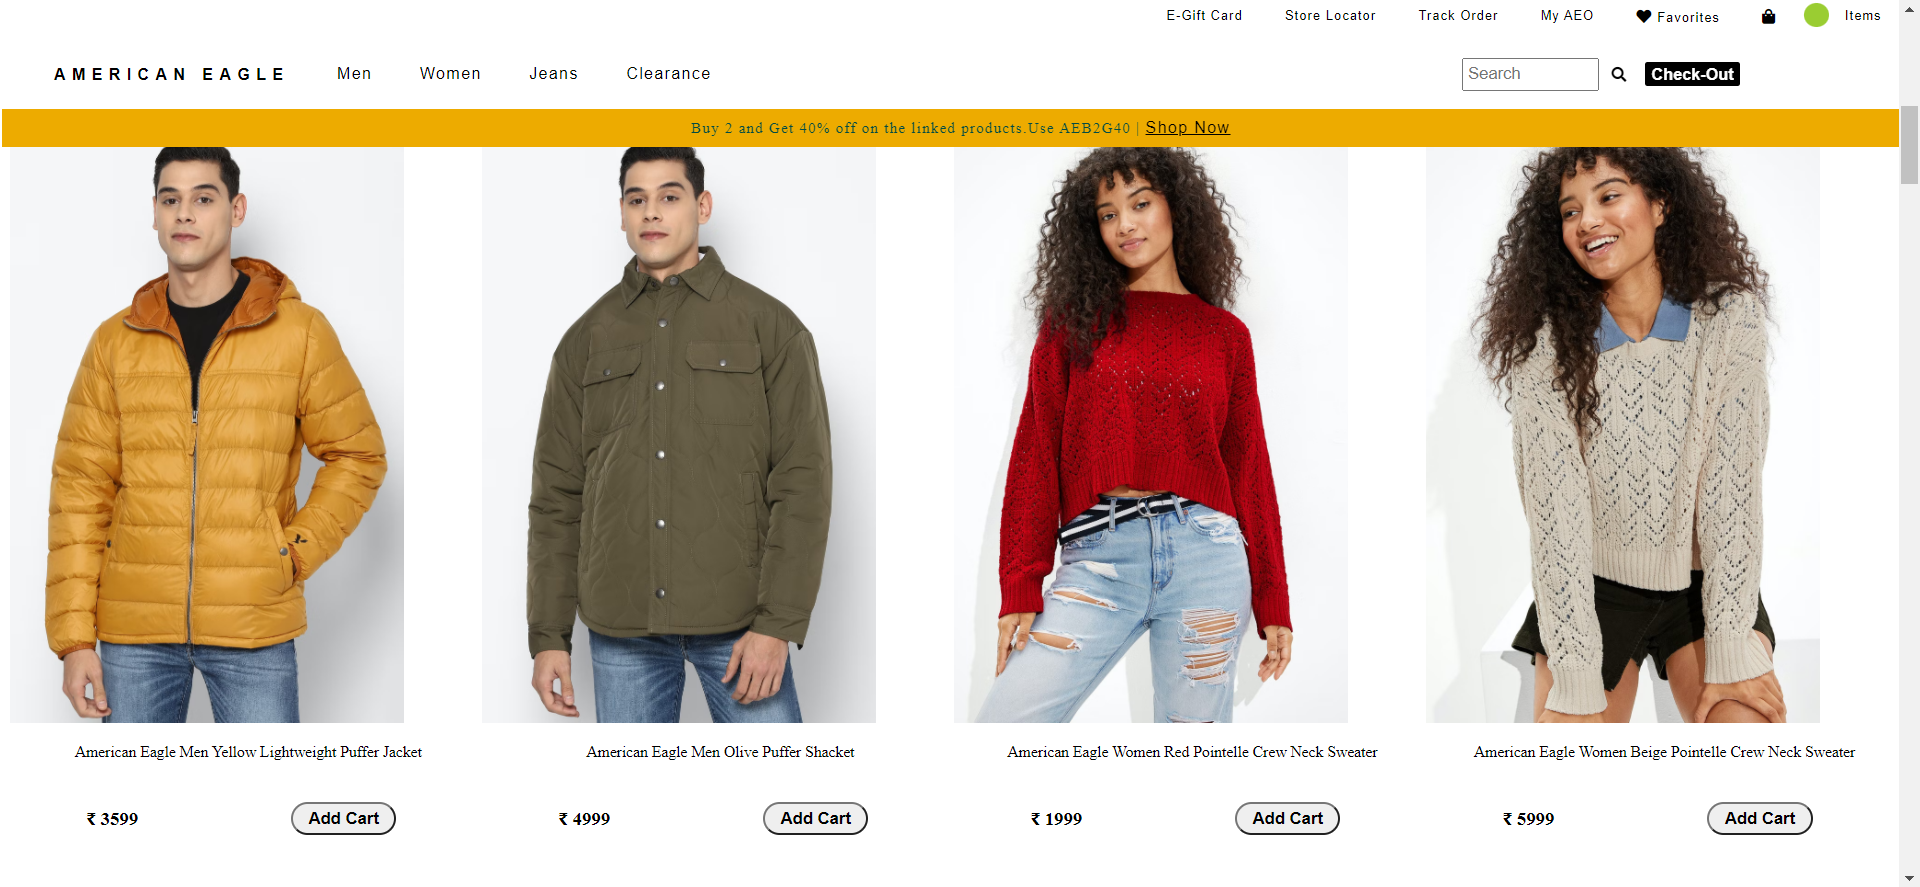 E-Gift Card Store Locator Track Order My AEO Favorites Items
AMERICAN EAGLE Men Women Jeans Clearance Search Check-Out
Buy 2 and Get 40% off on the linked products.Use AEB2G40 | Shop Now
American Eagle Men Yellow Lightweight Puffer Jacket
American Eagle Men Olive Puffer Shacket
American Eagle Women Red Pointelle Crew Neck Sweater
American Eagle Women Beige Pointelle Crew Neck Sweater
₹ 3599 Add Cart
₹ 4999 Add Cart
₹ 1999 Add Cart
₹ 5999 Add Cart